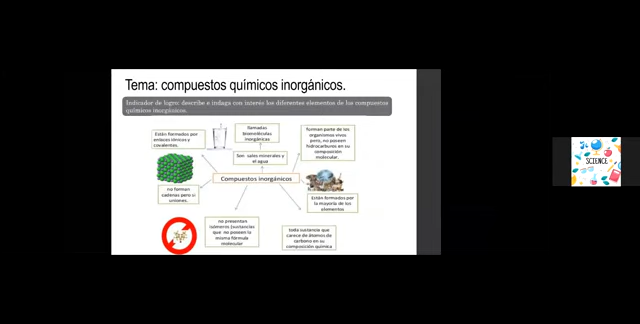 Tema: compuestos químicos inorgánicos.
Indicador de logro: describe e indaga con interés los diferentes elementos de los compuestos
químicos inorgánicos.
Están formados por
enlaces iónicos y
covalentes.
llamadas
biomoléculas
inorgánicas
forman parte de los
organismos vivos
pero, no poseen
hidrocarburos en su
composición
molecular.
Son sales minerales y
el agua
Compuestos inorgánicos
no forman
cadenas pero si
uniones.
Están formados por
la mayoría de los
elementos
no presentan
isómeros (sustancias
que no poseen la
misma fórmula
molecular
toda sustancia que
carece de átomos de
carbono en su
composición química
SCIENCE